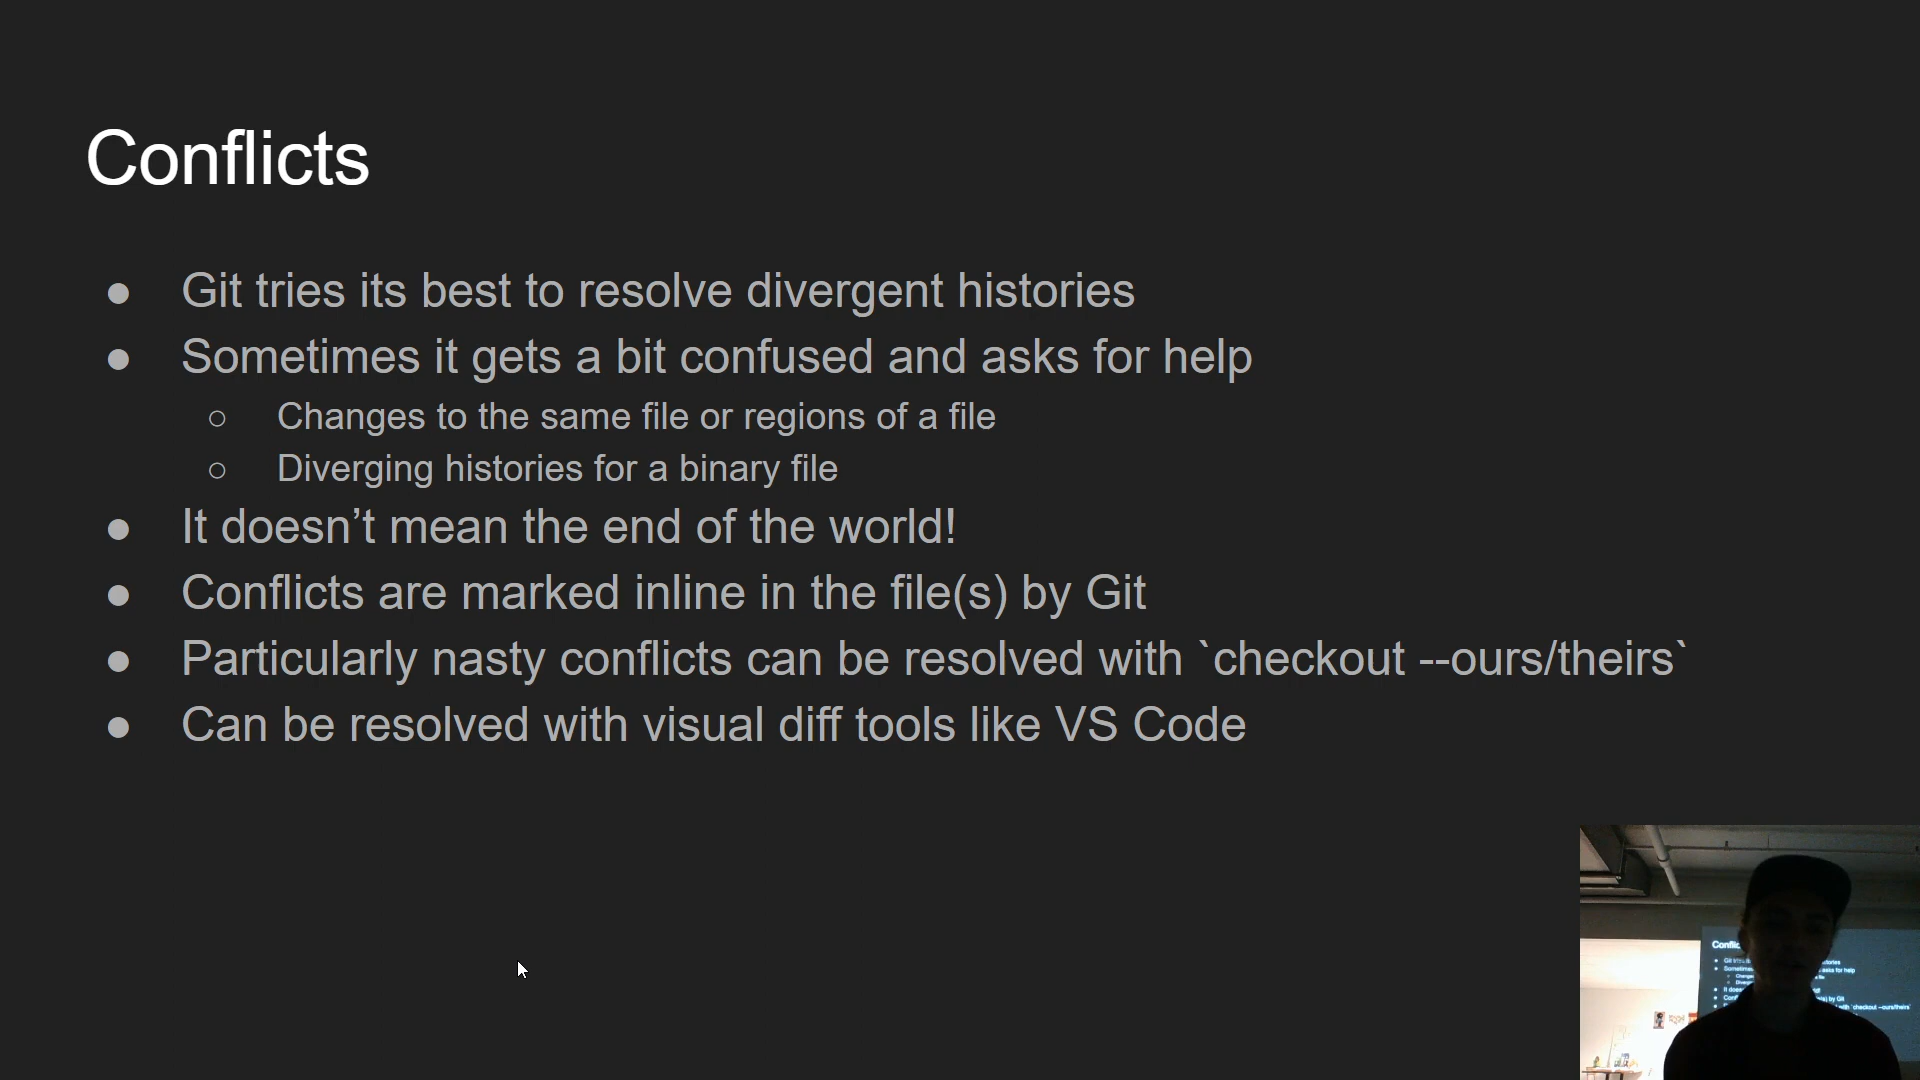 Conflicts
● Git tries its best to resolve divergent histories
● Sometimes it gets a bit confused and asks for help
○ Changes to the same file or regions of a file
○ Diverging histories for a binary file
● It doesn’t mean the end of the world!
● Conflicts are marked inline in the file(s) by Git
● Particularly nasty conflicts can be resolved with `checkout --ours/theirs`
● Can be resolved with visual diff tools like VS Code